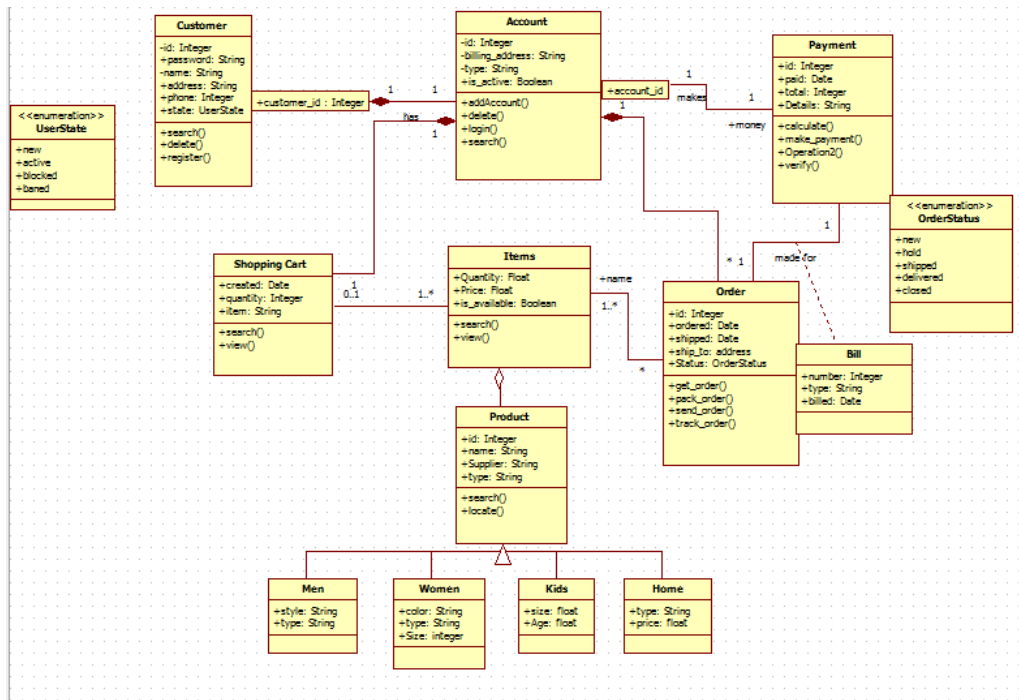 Customer
-id: Integer
+password: String
-name: String
+address: String
+phone: Integer
+state: UserState
+search()
+delete()
+register()
+customer_id : Integer
Account
-id: Integer
-billing_address: String
-type: String
+is_active: Boolean
+addAccount()
+delete()
+login()
+search()
+account_id
Payment
+id: Integer
+paid: Date
+total: Integer
+Details: String
+calculate()
+make_payment()
+Operation2()
+verify()
<<enumeration>>
UserState
+new
+active
+blocked
+baned
1
1
has
1
1
1
makes
1
+money
<<enumeration>>
OrderStatus
+new
+hold
+shipped
+delivered
+closed
1
made for
* 1
Shopping Cart
+created: Date
+quantity: Integer
+item: String
+search()
+view()
1
0..1
1..*
Items
+Quantity: Float
+Price: Float
+is_available: Boolean
+search()
+view()
+name
1..*
*
Order
+id: Integer
+ordered: Date
+shipped: Date
+ship_to: address
+Status: OrderStatus
+get_order()
+pack_order()
+send_order()
+track_order()
Bill
+number: Integer
+type: String
+billed: Date
Product
+id: Integer
+name: String
+Supplier: String
+type: String
+search()
+locate()
Men
+style: String
+type: String
Women
+color: String
+type: String
+Size: integer
Kids
+size: float
+Age: float
Home
+type: String
+price: float